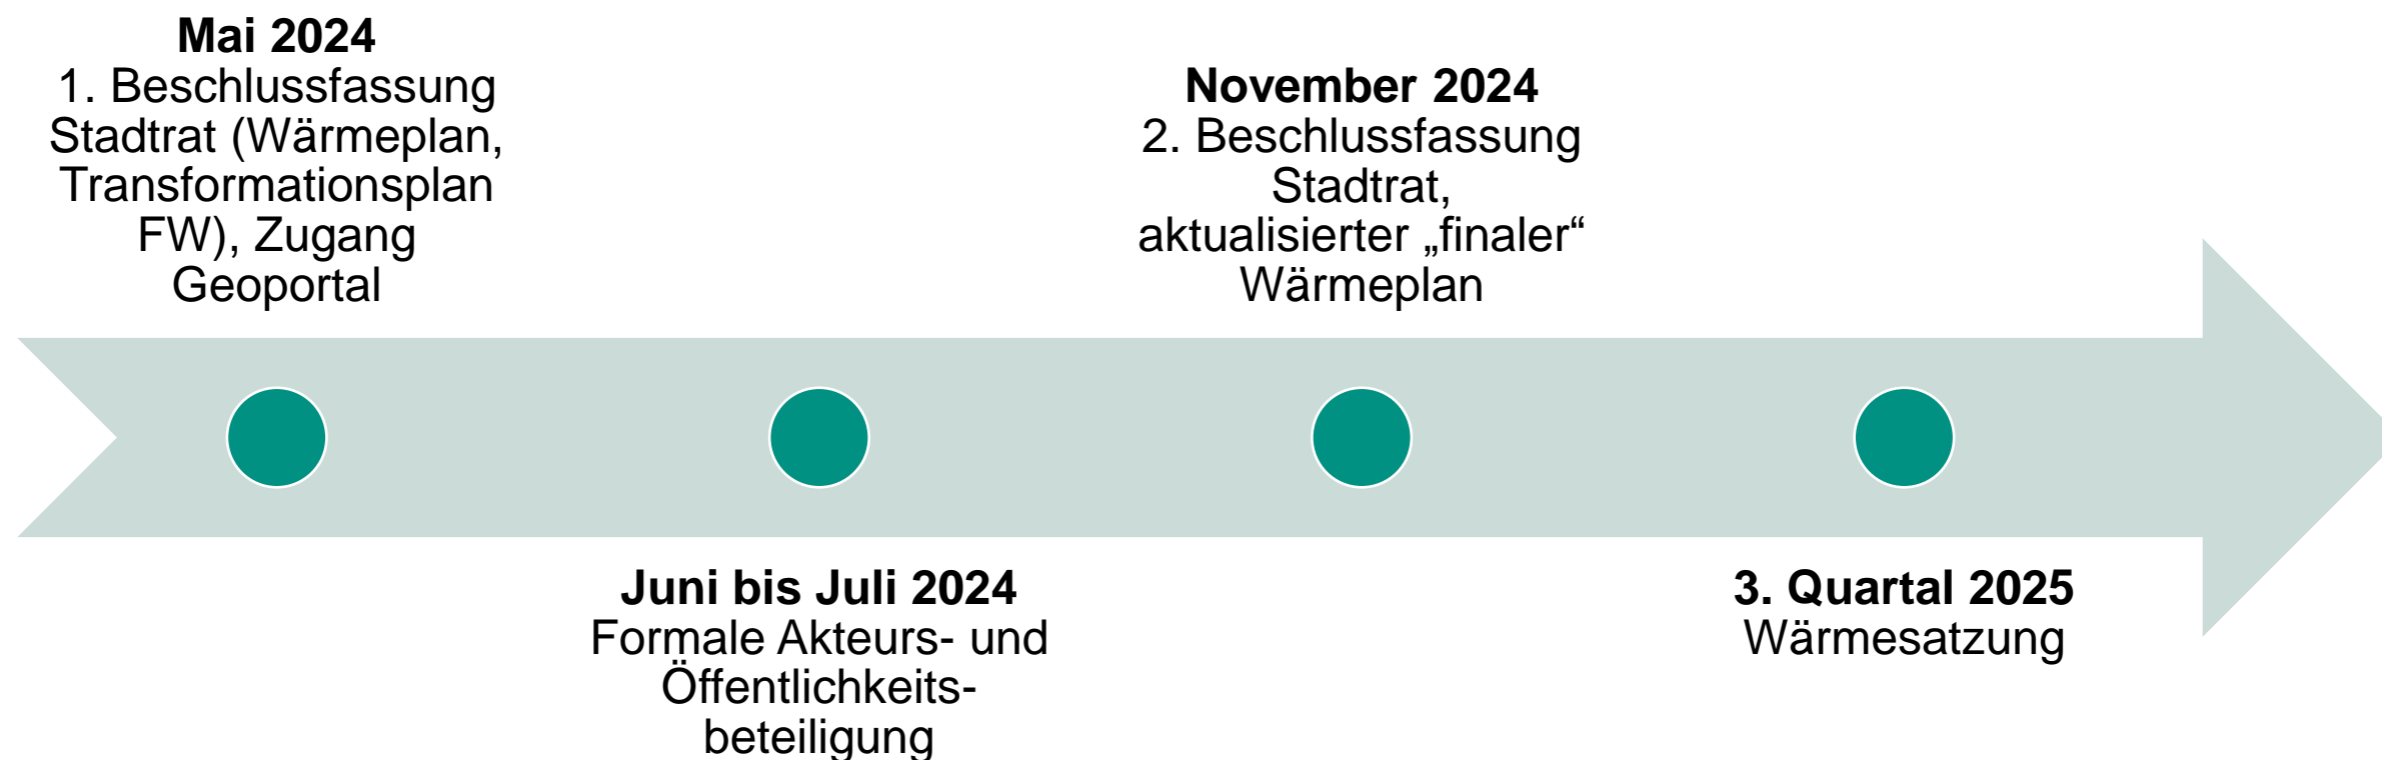 Mai 2024
1. Beschlussfassung
Stadtrat (Wärmeplan,
Transformationsplan
FW), Zugang
Geoportal
Juni bis Juli 2024
Formale Akteurs- und
Öffentlichkeits-
beteiligung
November 2024
2. Beschlussfassung
Stadtrat,
aktualisierter „finaler“
Wärmeplan
3. Quartal 2025
Wärmesatzung